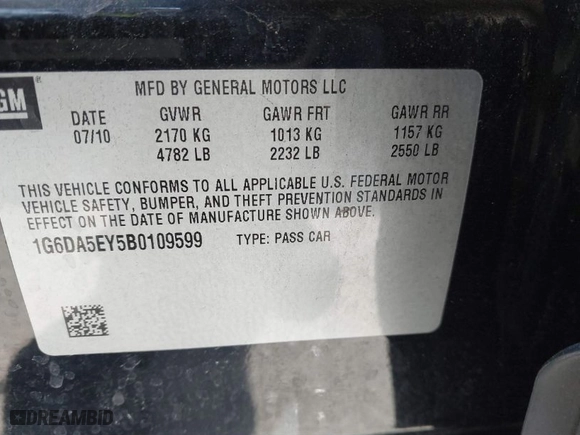 GM
MFD BY GENERAL MOTORS LLC
DATE GVWR GAWR FRT GAWR RR
07/10 2170 KG 1013 KG 1157 KG
4782 LB 2232 LB 2550 LB
THIS VEHICLE CONFORMS TO ALL APPLICABLE U.S. FEDERAL MOTOR
VEHICLE SAFETY, BUMPER, AND THEFT PREVENTION STANDARDS IN
EFFECT ON THE DATE OF MANUFACTURE SHOWN ABOVE.
1G6DA5EY5B0109599 TYPE: PASS CAR
DREAMBID